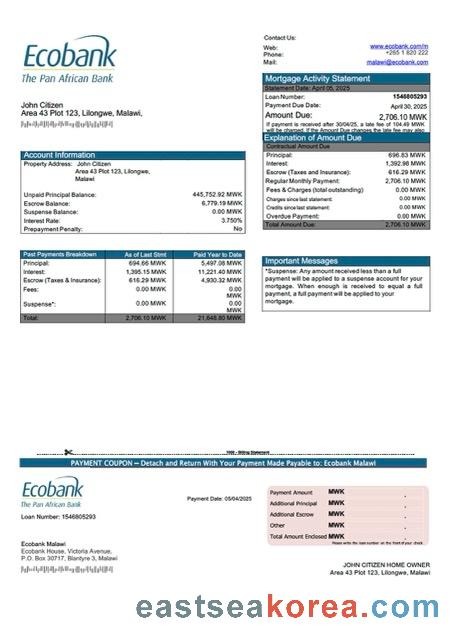 Ecobank
The Pan African Bank
Contact Us:
Web: www.ecobank.com/m
Phone: +265 1 820 222
Mail: malawi@ecobank.com
John Citizen
Area 43 Plot 123, Lilongwe, Malawi,
Mortgage Activity Statement
Statement Date: April 05, 2025
Loan Number: 1546805293
Payment Due Date: April 30, 2025
Amount Due: 2,706.10 MWK
If payment is received after 30/04/25, a late fee of 104.49 MWK
will be charged. If the Amount Due changes the late fee may also
Explanation of Amount Due
Contractual Amount Due
Principal: 696.83 MWK
Interest: 1,392.98 MWK
Escrow (Taxes and Insurance): 616.29 MWK
Regular Monthly Payment: 2,706.10 MWK
Fees & Charges (total outstanding) 0.00 MWK
Charges since last statement: 0.00 MWK
Credits since last statement: 0.00 MWK
Overdue Payment: 0.00 MWK
Total Amount Due: 2,706.10 MWK
Account Information
Property Address: John Citizen
Area 43 Plot 123, Lilongwe,
Malawi
Unpaid Principal Balance: 445,752.92 MWK
Escrow Balance: 6,779.19 MWK
Suspense Balance: 0.00 MWK
Interest Rate: 3.750%
Prepayment Penalty: No
Past Payments Breakdown As of Last Stmt Paid Year to Date
Principal: 694.66 MWK 5,497.08 MWK
Interest: 1,395.15 MWK 11,221.40 MWK
Escrow (Taxes & Insurance): 616.29 MWK 4,930.32 MWK
Fees: 0.00 MWK 0.00
MWK
Suspense*: 0.00 MWK 0.00
MWK
Total: 2,706.10 MWK 21,648.80 MWK
Important Messages
*Suspense: Any amount received less than a full
payment will be applied to a suspense account for your
mortgage. When enough is received to equal a full
payment, a full payment will be applied to your
mortgage.
Billing Statement
PAYMENT COUPON – Detach and Return With Your Payment Made Payable to: Ecobank Malawi
Ecobank
The Pan African Bank
Loan Number: 1546805293
Payment Date: 05/04/2025
Payment Amount MWK
Additional Principal MWK
Additional Escrow MWK
Other MWK
Total Amount Enclosed MWK
Please write the loan number on the front of your check
Ecobank Malawi
Ecobank House, Victoria Avenue,
P.O. Box 30717, Blantyre 3, Malawi
JOHN CITIZEN HOME OWNER
Area 43 Plot 123, Lilongwe, Malawi
eastseakorea.com